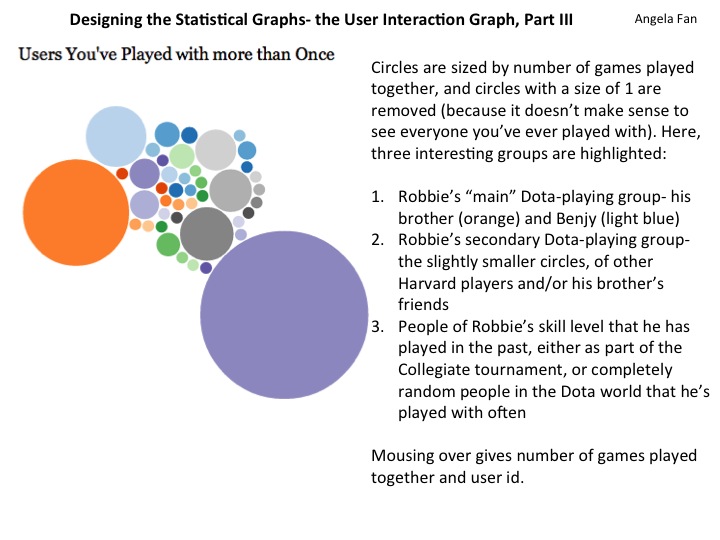 Designing the Statistical Graphs- the User Interaction Graph, Part III
Angela Fan
Users You've Played with more than Once
Circles are sized by number of games played
together, and circles with a size of 1 are
removed (because it doesn't make sense to
see everyone you've ever played with). Here,
three interesting groups are highlighted:
1. Robbie's "main" Dota-playing group- his
brother (orange) and Benjy (light blue)
2. Robbie's secondary Dota-playing group-
the slightly smaller circles, of other
Harvard players and/or his brother's
friends
3. People of Robbie's skill level that he has
played in the past, either as part of the
Collegiate tournament, or completely
random people in the Dota world that he's
played with often
Mousing over gives number of games played
together and user id.